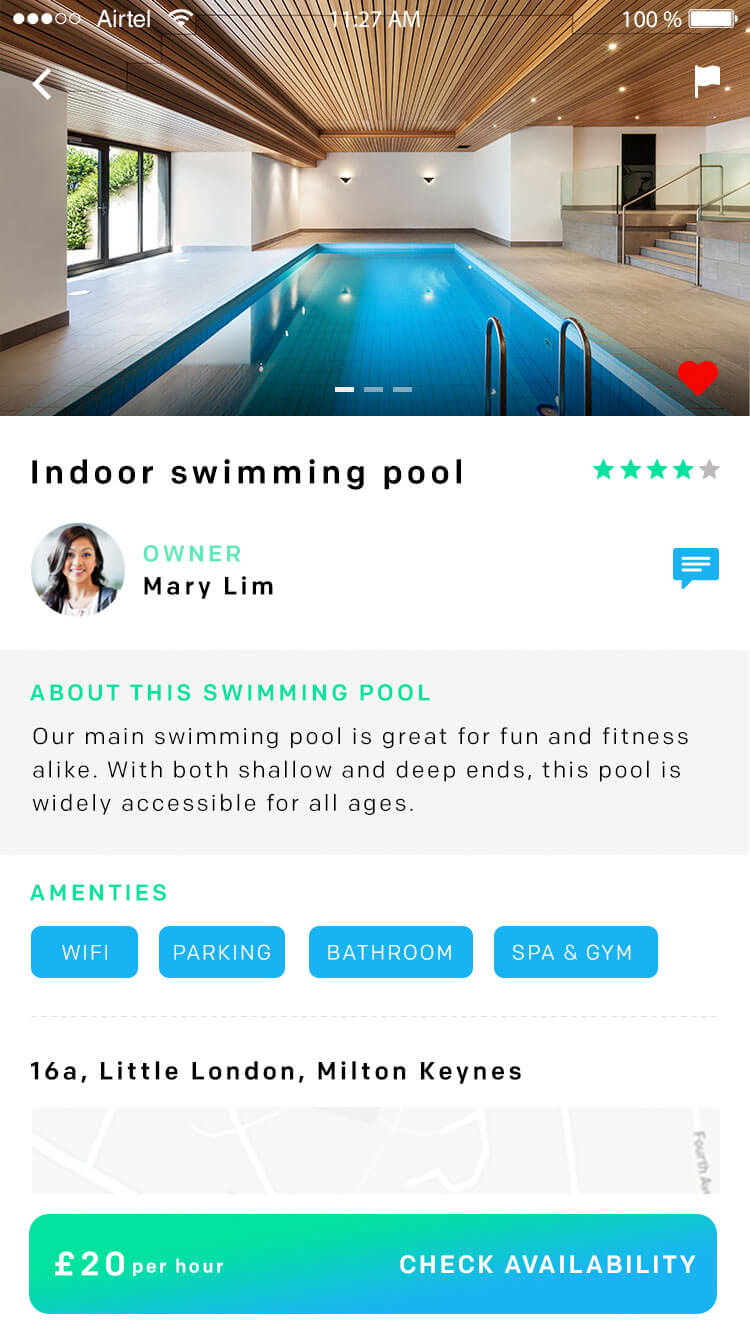 Airtel 11:27 AM 100 %
Indoor swimming pool
OWNER
Mary Lim
ABOUT THIS SWIMMING POOL
Our main swimming pool is great for fun and fitness
alike. With both shallow and deep ends, this pool is
widely accessible for all ages.
AMENTIES
WIFI PARKING BATHROOM SPA & GYM
16a, Little London, Milton Keynes
Fourth
£20 per hour CHECK AVAILABILITY